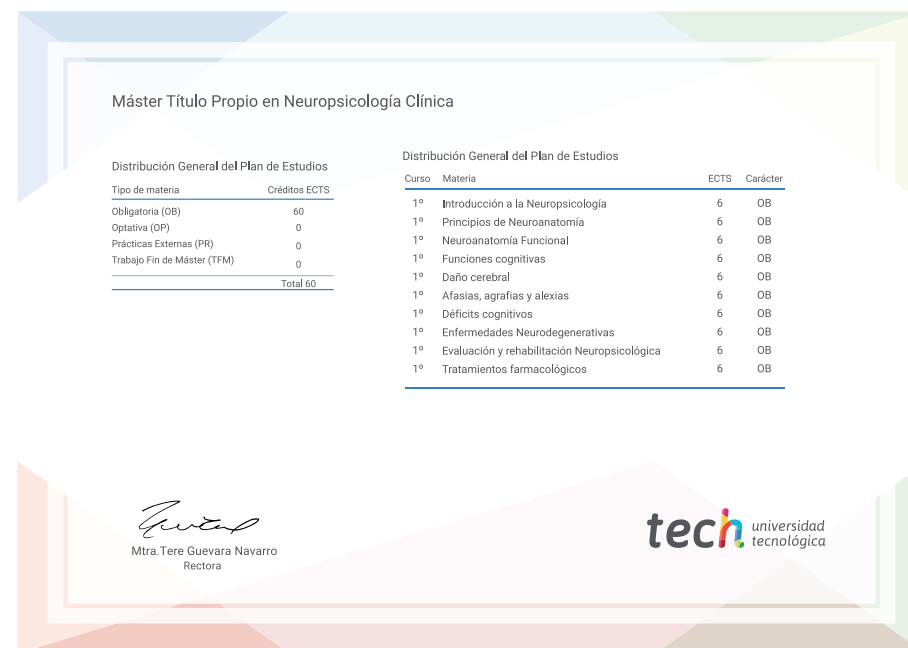 Máster Título Propio en Neuropsicología Clínica
Distribución General del Plan de Estudios
Tipo de materia Créditos ECTS
Obligatoria (OB) 60
Optativa (OP) 0
Prácticas Externas (PR) 0
Trabajo Fin de Máster (TFM) 0
Total 60
Distribución General del Plan de Estudios
Curso Materia ECTS Carácter
1º Introducción a la Neuropsicología 6 OB
1º Principios de Neuroanatomía 6 OB
1º Neuroanatomía Funcional 6 OB
1º Funciones cognitivas 6 OB
1º Daño cerebral 6 OB
1º Afasias, agrafias y alexias 6 OB
1º Déficits cognitivos 6 OB
1º Enfermedades Neurodegenerativas 6 OB
1º Evaluación y rehabilitación Neuropsicológica 6 OB
1º Tratamientos farmacológicos 6 OB
Mtra.Tere Guevara Navarro
Rectora
tech universidad
tecnológica